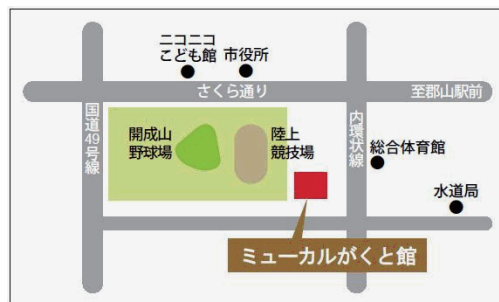 ニコニコ
こども館
市役所
さくら通り
至郡山駅前
国道49号線
開成山
野球場
陸上
競技場
内環状線
総合体育館
水道局
ミューカルがくと館